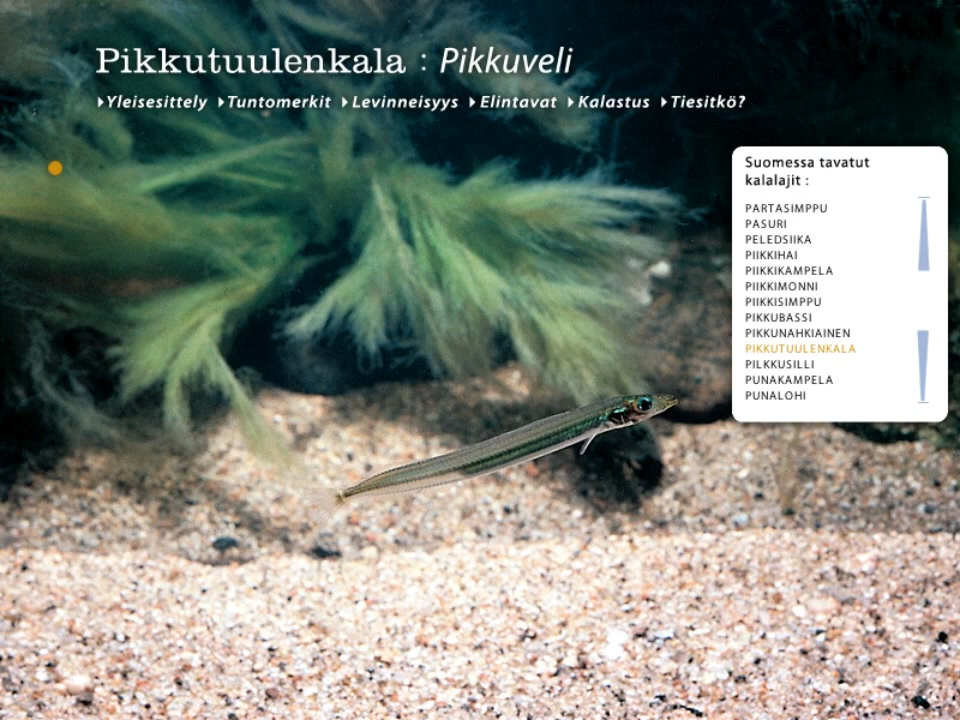 Pikkutuulenkala : Pikkuveli
Yleisesittely Tuntomerkit Levinneisyys Elintavat Kalastus Tiesitkö?
Suomessa tavatut
kalalajit :
PARTASIMPPU
PASURI
PELEDSIIKA
PIIKKIHAI
PIIKKIKAMPELA
PIIKKIMONNI
PIIKKISIMPPU
PIKKUBASSI
PIKKUNAHKIAINEN
PIKKUTUULENKALA
PILKKUSILLI
PUNAKAMPELA
PUNALOHI